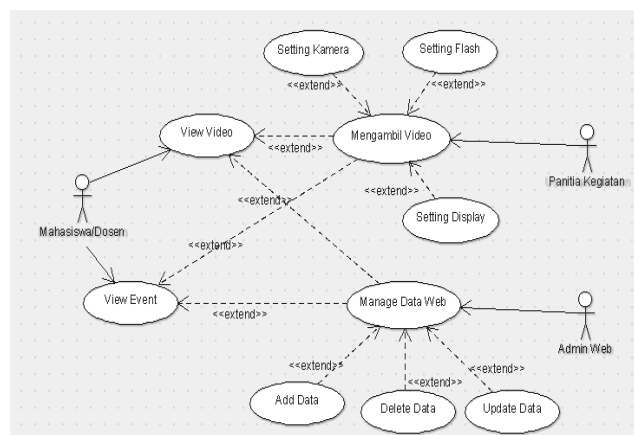 Setting Kamera
Setting Flash
<<extend>>
<<extend>>
View Video
<<extend>>
Mengambil Video
Panitia Kegiatan
<<extend>>
Setting Display
Mahasiswa/Dosen
<<extend>>
<<extend>>
View Event
<<extend>>
Manage Data Web
Admin Web
<<extend>>
<<extend>>
<<extend>>
Add Data
Delete Data
Update Data